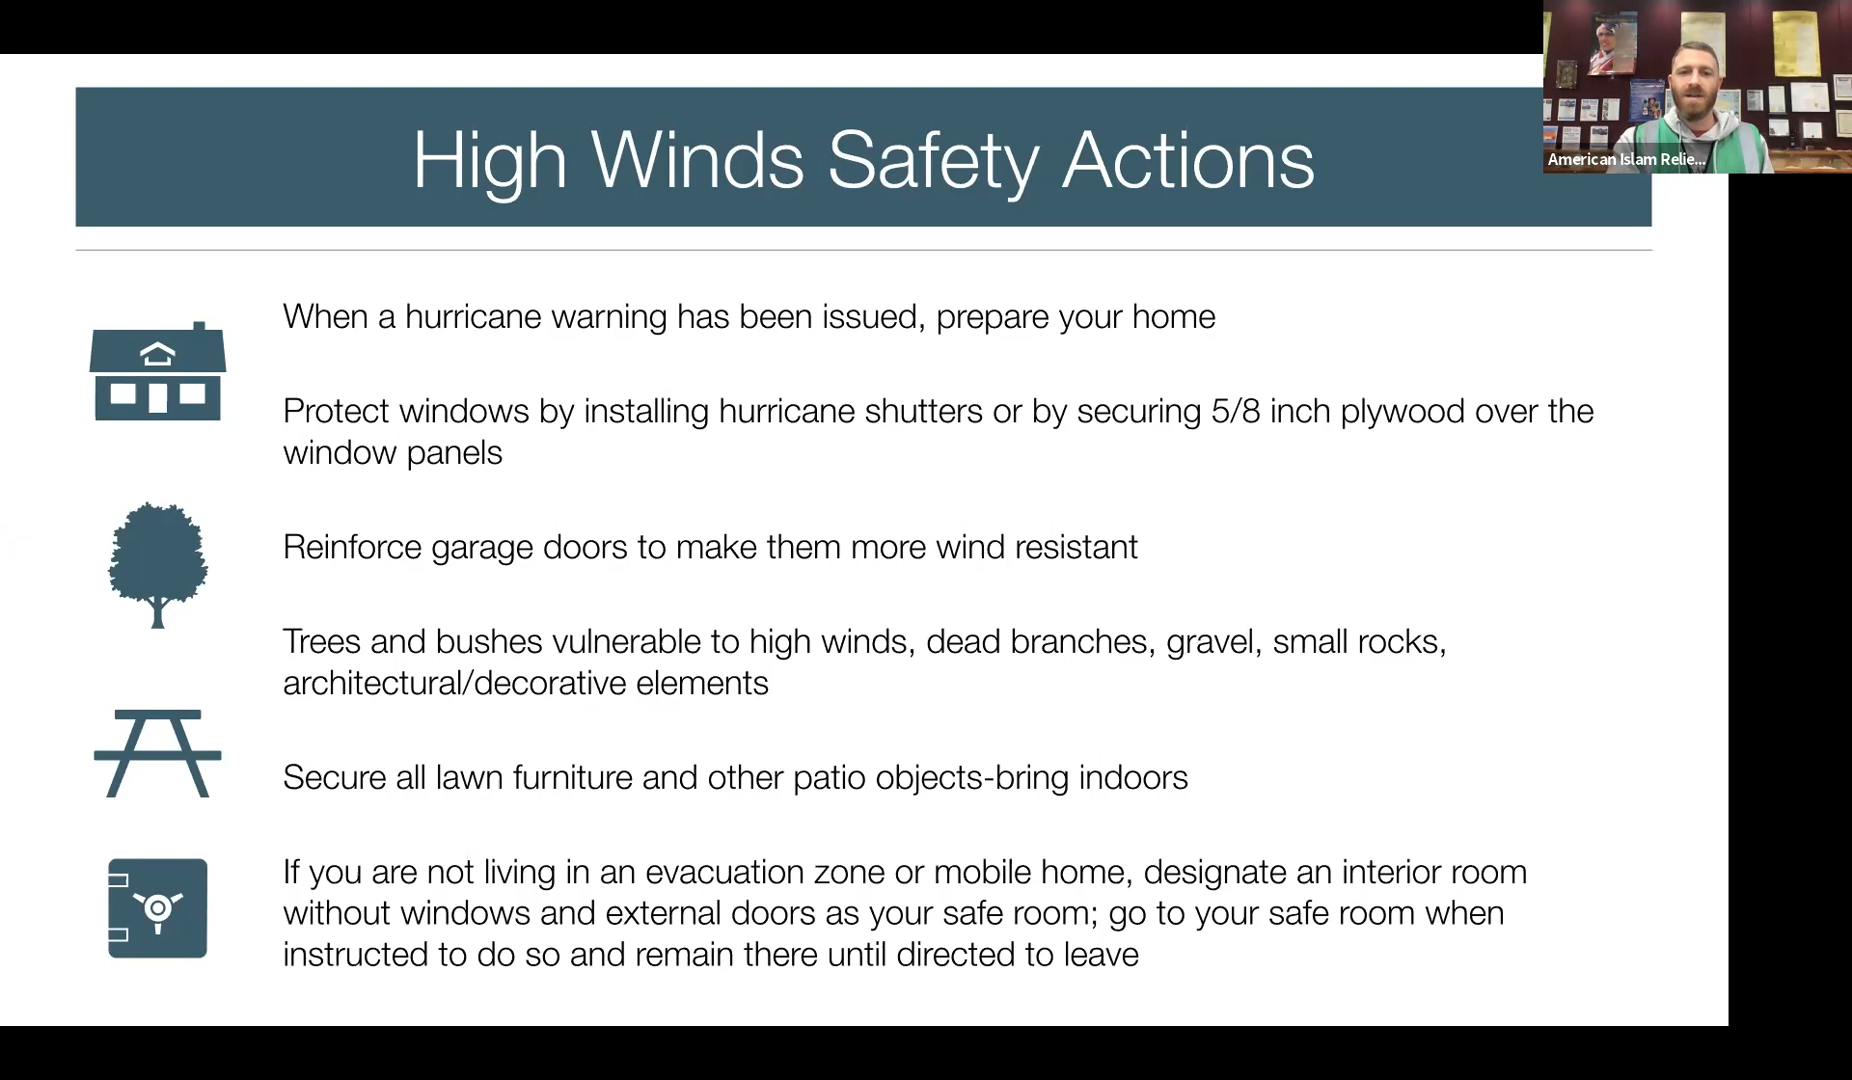 High Winds Safety Actions
American Islam Relie...
When a hurricane warning has been issued, prepare your home
Protect windows by installing hurricane shutters or by securing 5/8 inch plywood over the
window panels
Reinforce garage doors to make them more wind resistant
Trees and bushes vulnerable to high winds, dead branches, gravel, small rocks,
architectural/decorative elements
Secure all lawn furniture and other patio objects-bring indoors
If you are not living in an evacuation zone or mobile home, designate an interior room
without windows and external doors as your safe room; go to your safe room when
instructed to do so and remain there until directed to leave